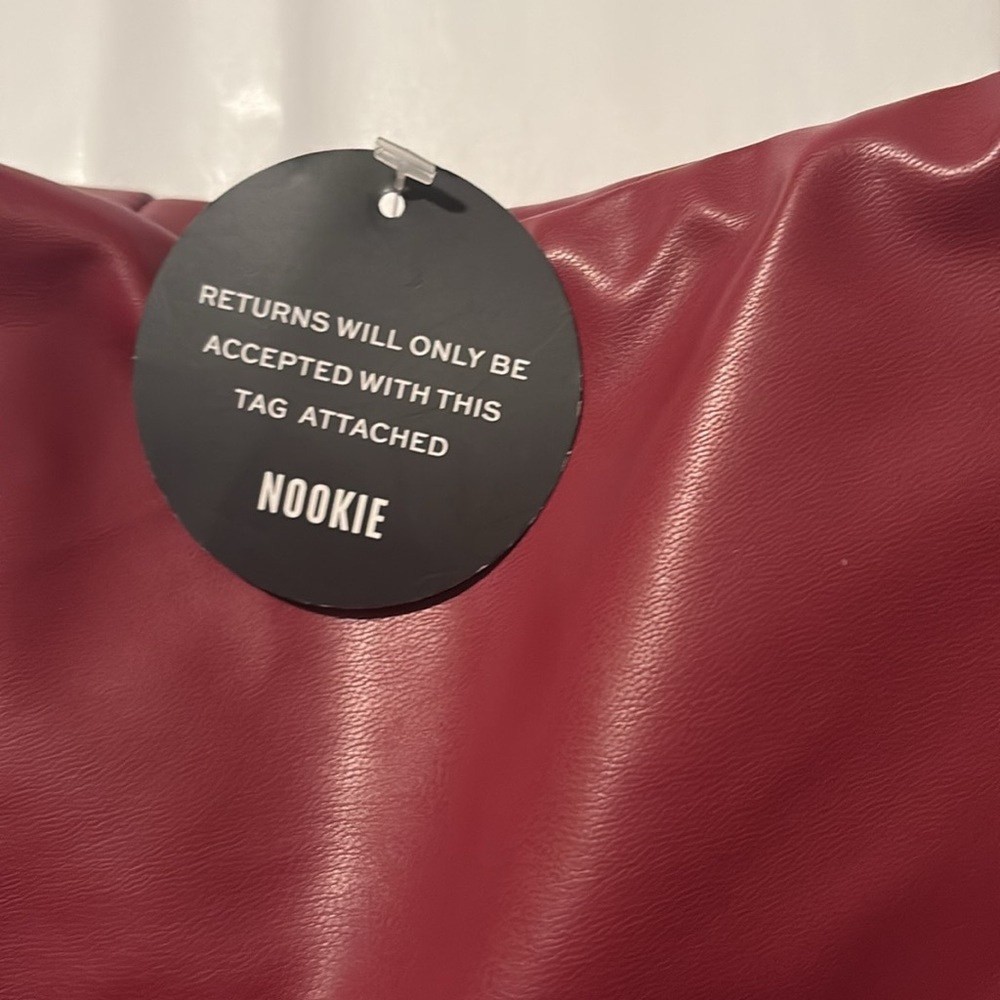 RETURNS WILL ONLY BE
ACCEPTED WITH THIS
TAG ATTACHED
NOOKIE